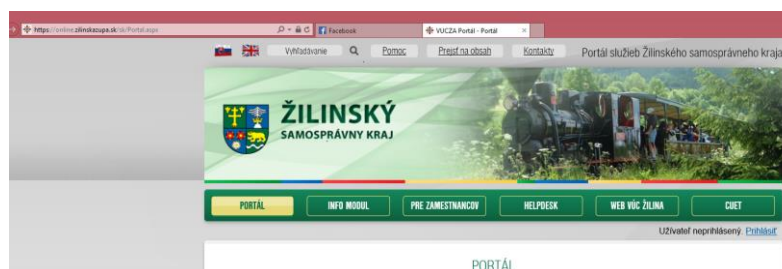 https://online.zilinskazupa.sk/sk/Portal.aspx
Facebook
VUCZA Portál - Portál
Vyhľadávanie
Pomoc
Prejsť na obsah
Kontakty
Portál služieb Žilinského samosprávneho kraja
ŽILINSKÝ
SAMOSPRÁVNY KRAJ
PORTÁL
INFO MODUL
PRE ZAMESTNANCOV
HELPDESK
WEB VÚC ŽILINA
CUET
Užívateľ neprihlásený. Prihlásiť
PORTÁL